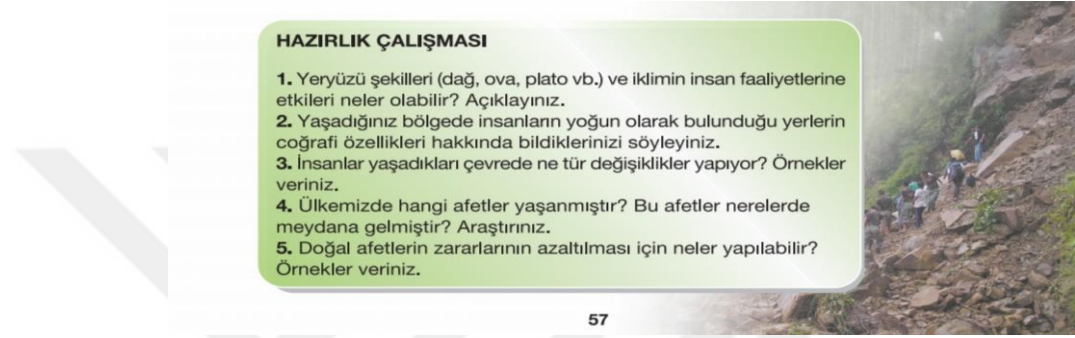 HAZIRLIK ÇALIŞMASI
1. Yeryüzü şekilleri (dağ, ova, plato vb.) ve iklimin insan faaliyetlerine
etkileri neler olabilir? Açıklayınız.
2. Yaşadığınız bölgede insanların yoğun olarak bulunduğu yerlerin
coğrafi özellikleri hakkında bildiklerinizi söyleyiniz.
3. İnsanlar yaşadıkları çevrede ne tür değişiklikler yapıyor? Örnekler
veriniz.
4. Ülkemizde hangi afetler yaşanmıştır? Bu afetler nerelerde
meydana gelmiştir? Araştırınız.
5. Doğal afetlerin zararlarının azaltılması için neler yapılabilir?
Örnekler veriniz.
57